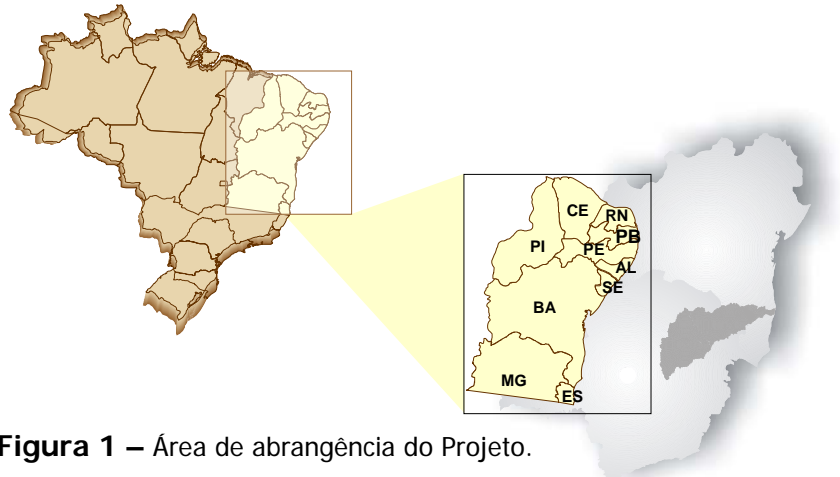 CE
RN
PB
PI
PE
AL
SE
BA
MG
ES
Figura 1 – Área de abrangência do Projeto.